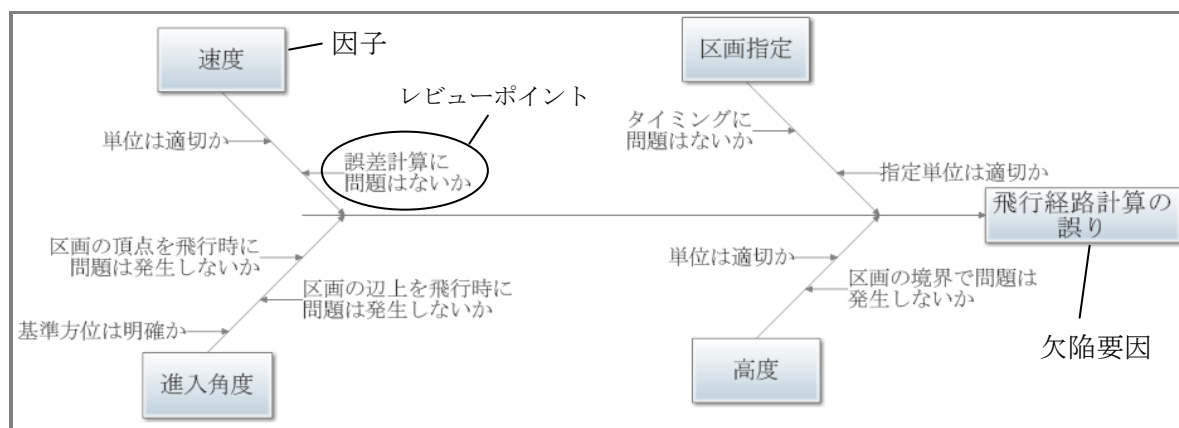 速度
因子
レビューポイント
単位は適切か
誤差計算に
問題はないか
区画指定
タイミングに
問題はないか
指定単位は適切か
飛行経路計算の
誤り
欠陥要因
区画の頂点を飛行時に
問題は発生しないか
区画の辺上を飛行時に
問題は発生しないか
基準方位は明確か
進入角度
単位は適切か
区画の境界で問題は
発生しないか
高度